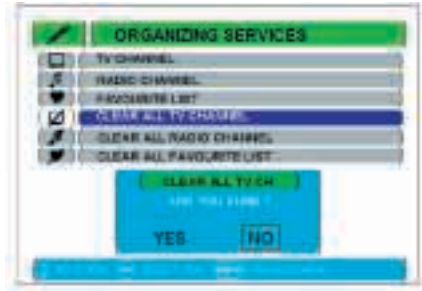 ORGANIZING SERVICES
TV CHANNEL
RADIO CHANNEL
FAVOURITE LIST
CLEAR ALL TV CHANNEL
CLEAR ALL RADIO CHANNEL
CLEAR ALL FAVOURITE LIST
CLEAR ALL TV CH
ARE YOU SURE ?
YES NO